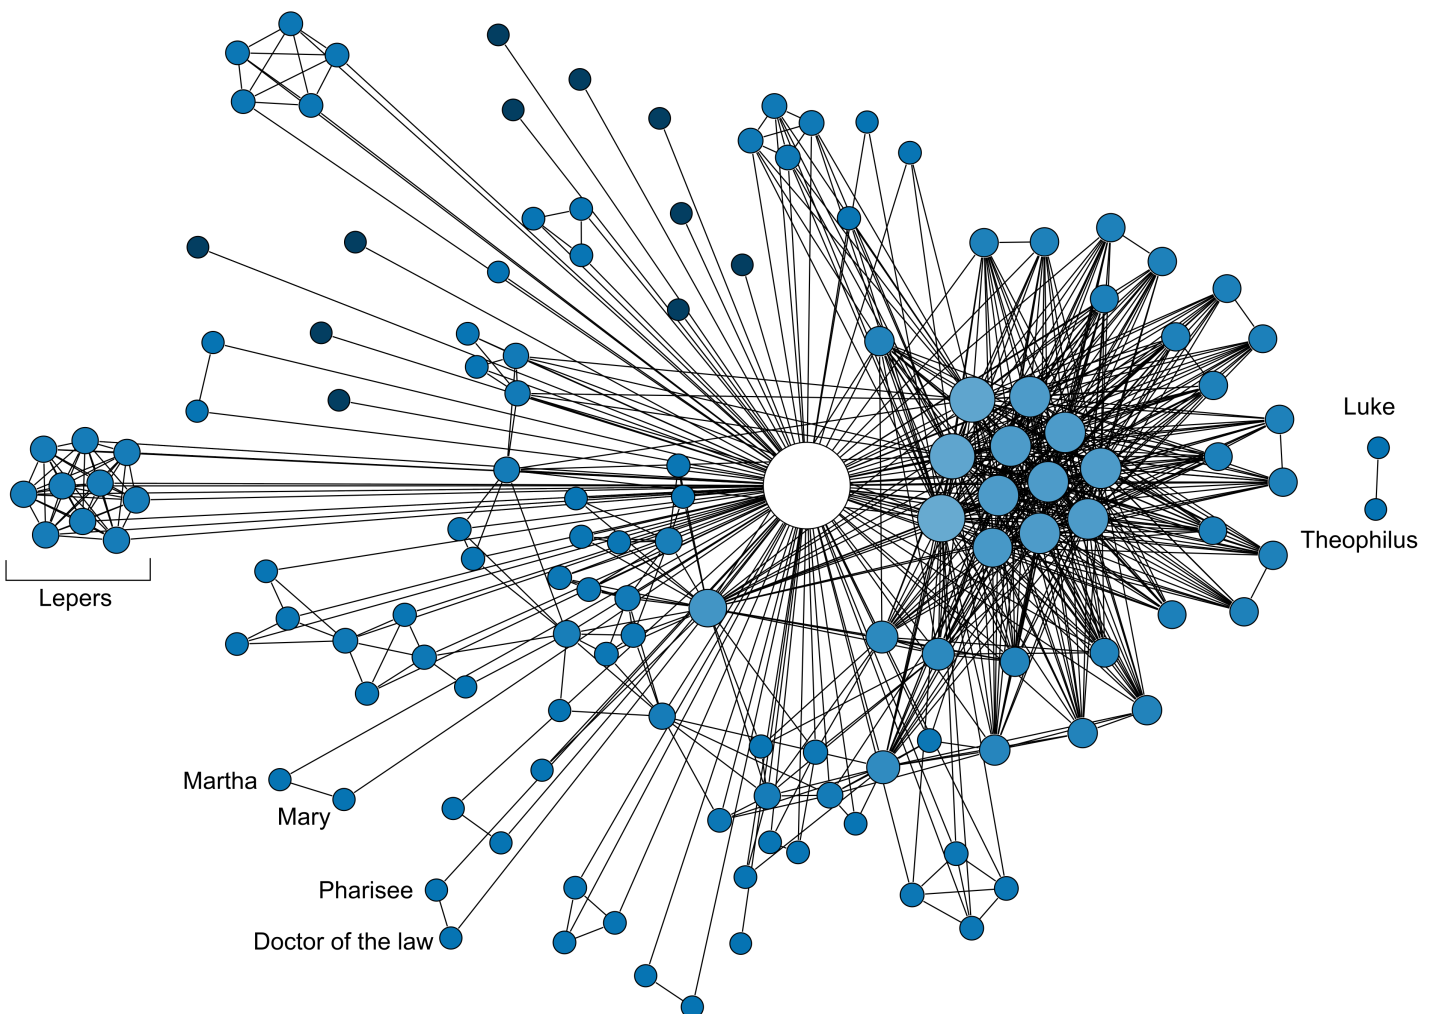 Luke
Theophilus
Lepers
Martha
Mary
Pharisee
Doctor of the law